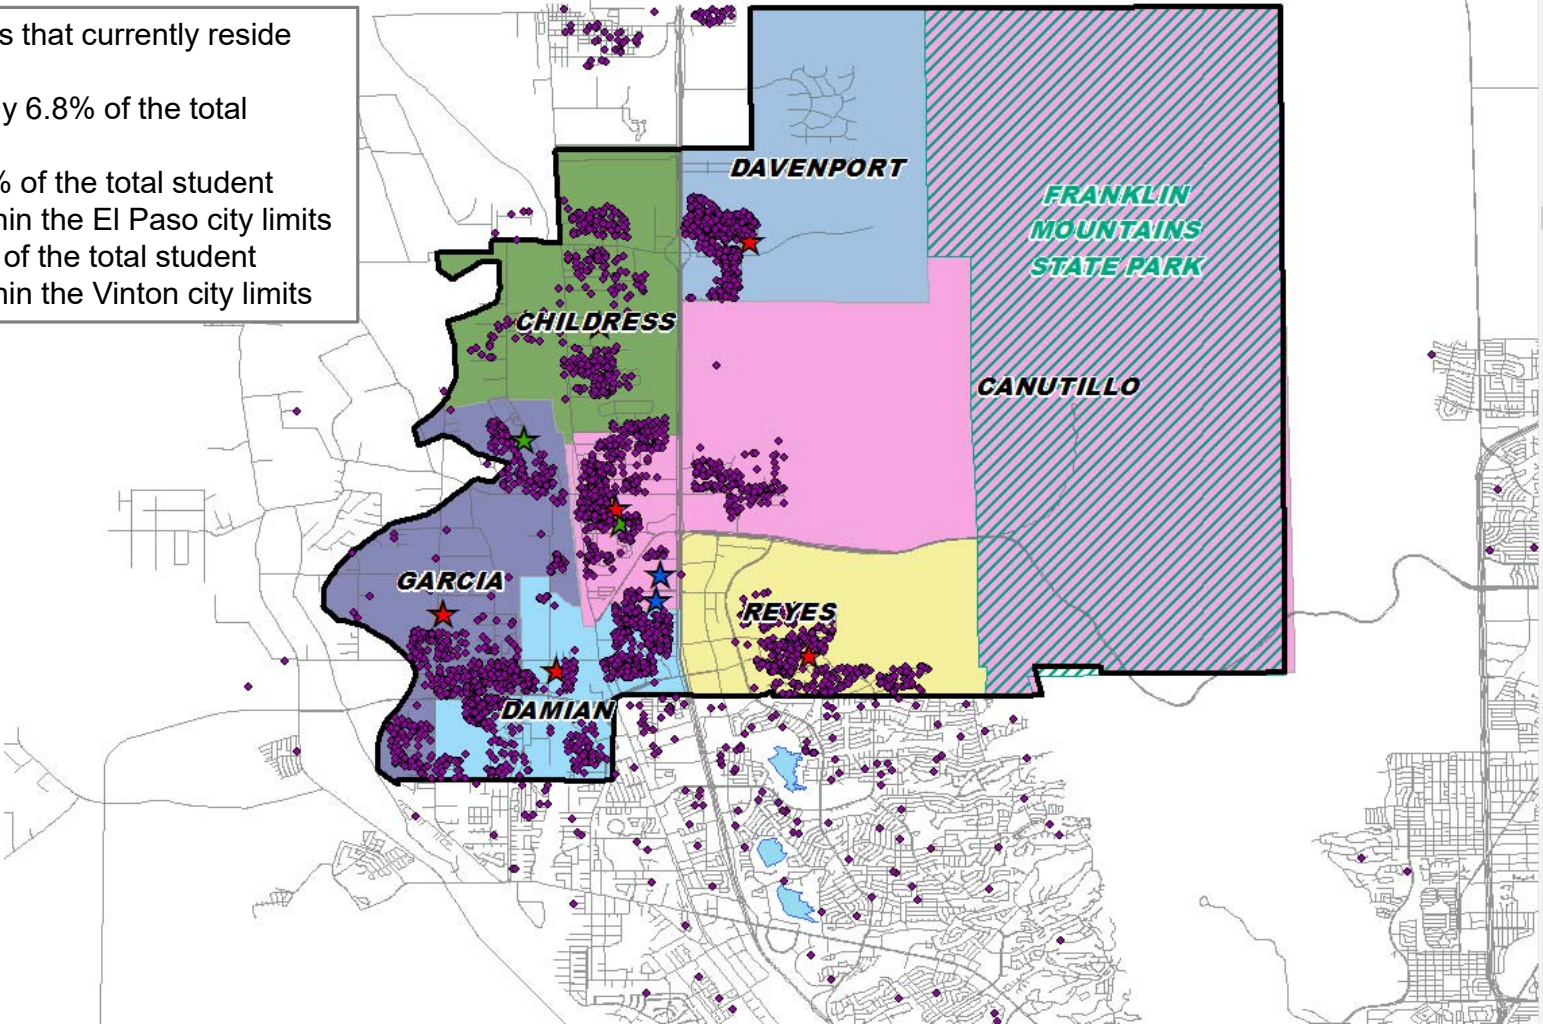 s that currently reside
y 6.8% of the total
% of the total student
hin the El Paso city limits
of the total student
hin the Vinton city limits
DAVENPORT
FRANKLIN
MOUNTAINS
STATE PARK
CHILDRESS
CANUTILLO
GARCIA
REYES
DAMIAN